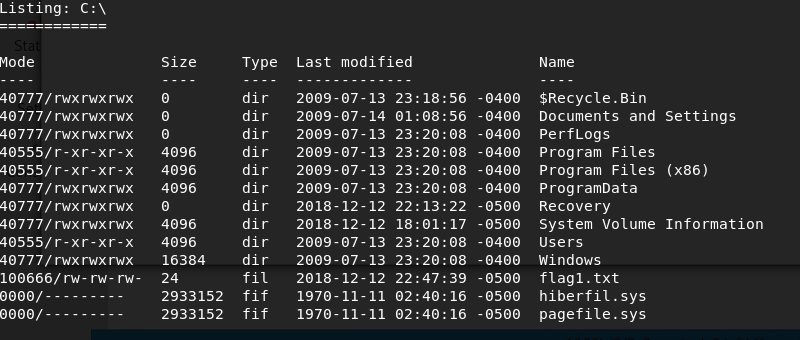 Listing: C:\
============
Stat
Mode Size Type Last modified Name
---- ---- ---- ------------- ----
40777/rwxrwxrwx 0 dir 2009-07-13 23:18:56 -0400 $Recycle.Bin
40777/rwxrwxrwx 0 dir 2009-07-14 01:08:56 -0400 Documents and Settings
40777/rwxrwxrwx 0 dir 2009-07-13 23:20:08 -0400 PerfLogs
40555/r-xr-xr-x 4096 dir 2009-07-13 23:20:08 -0400 Program Files
40555/r-xr-xr-x 4096 dir 2009-07-13 23:20:08 -0400 Program Files (x86)
40777/rwxrwxrwx 4096 dir 2009-07-13 23:20:08 -0400 ProgramData
40777/rwxrwxrwx 0 dir 2018-12-12 22:13:22 -0500 Recovery
40777/rwxrwxrwx 4096 dir 2018-12-12 18:01:17 -0500 System Volume Information
40555/r-xr-xr-x 4096 dir 2009-07-13 23:20:08 -0400 Users
40777/rwxrwxrwx 16384 dir 2009-07-13 23:20:08 -0400 Windows
100666/rw-rw-rw- 24 fil 2018-12-12 22:47:39 -0500 flag1.txt
0000/--------- 2933152 fif 1970-11-11 02:40:16 -0500 hiberfil.sys
0000/--------- 2933152 fif 1970-11-11 02:40:16 -0500 pagefile.sys